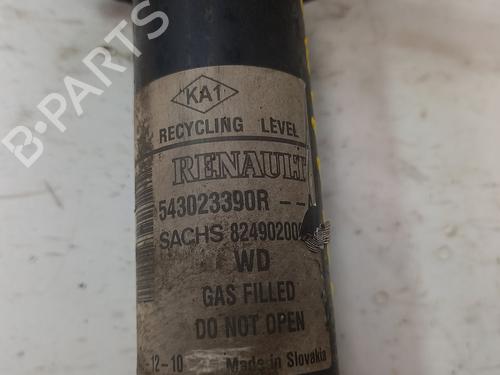 B-PARTS
KA1
RECYCLING LEVEL
RENAULT
543023390R --
SACHS 82490200
WD
GAS FILLED
DO NOT OPEN
-12-10 Made in Slovakia